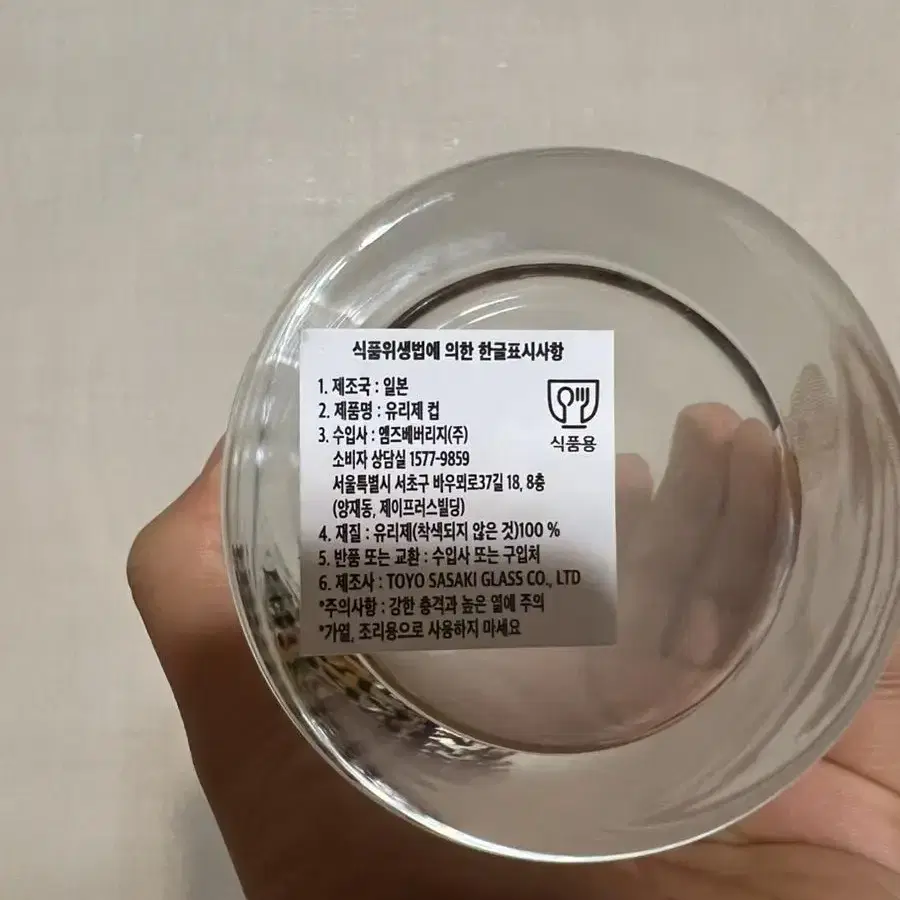 식품위생법에 의한 한글표시사항
1. 제조국 : 일본
2. 제품명 : 유리제 컵
3. 수입사 : 엠즈베버리지(주)
소비자 상담실 1577-9859
서울특별시 서초구 바우뫼로37길 18, 8층
(양재동, 제이프러스빌딩)
4. 재질 : 유리제(착색되지 않은 것)100 %
5. 반품 또는 교환 : 수입사 또는 구입처
6. 제조사 : TOYO SASAKI GLASS CO., LTD
*주의사항 : 강한 충격과 높은 열에 주의
*가열, 조리용으로 사용하지 마세요
식품용